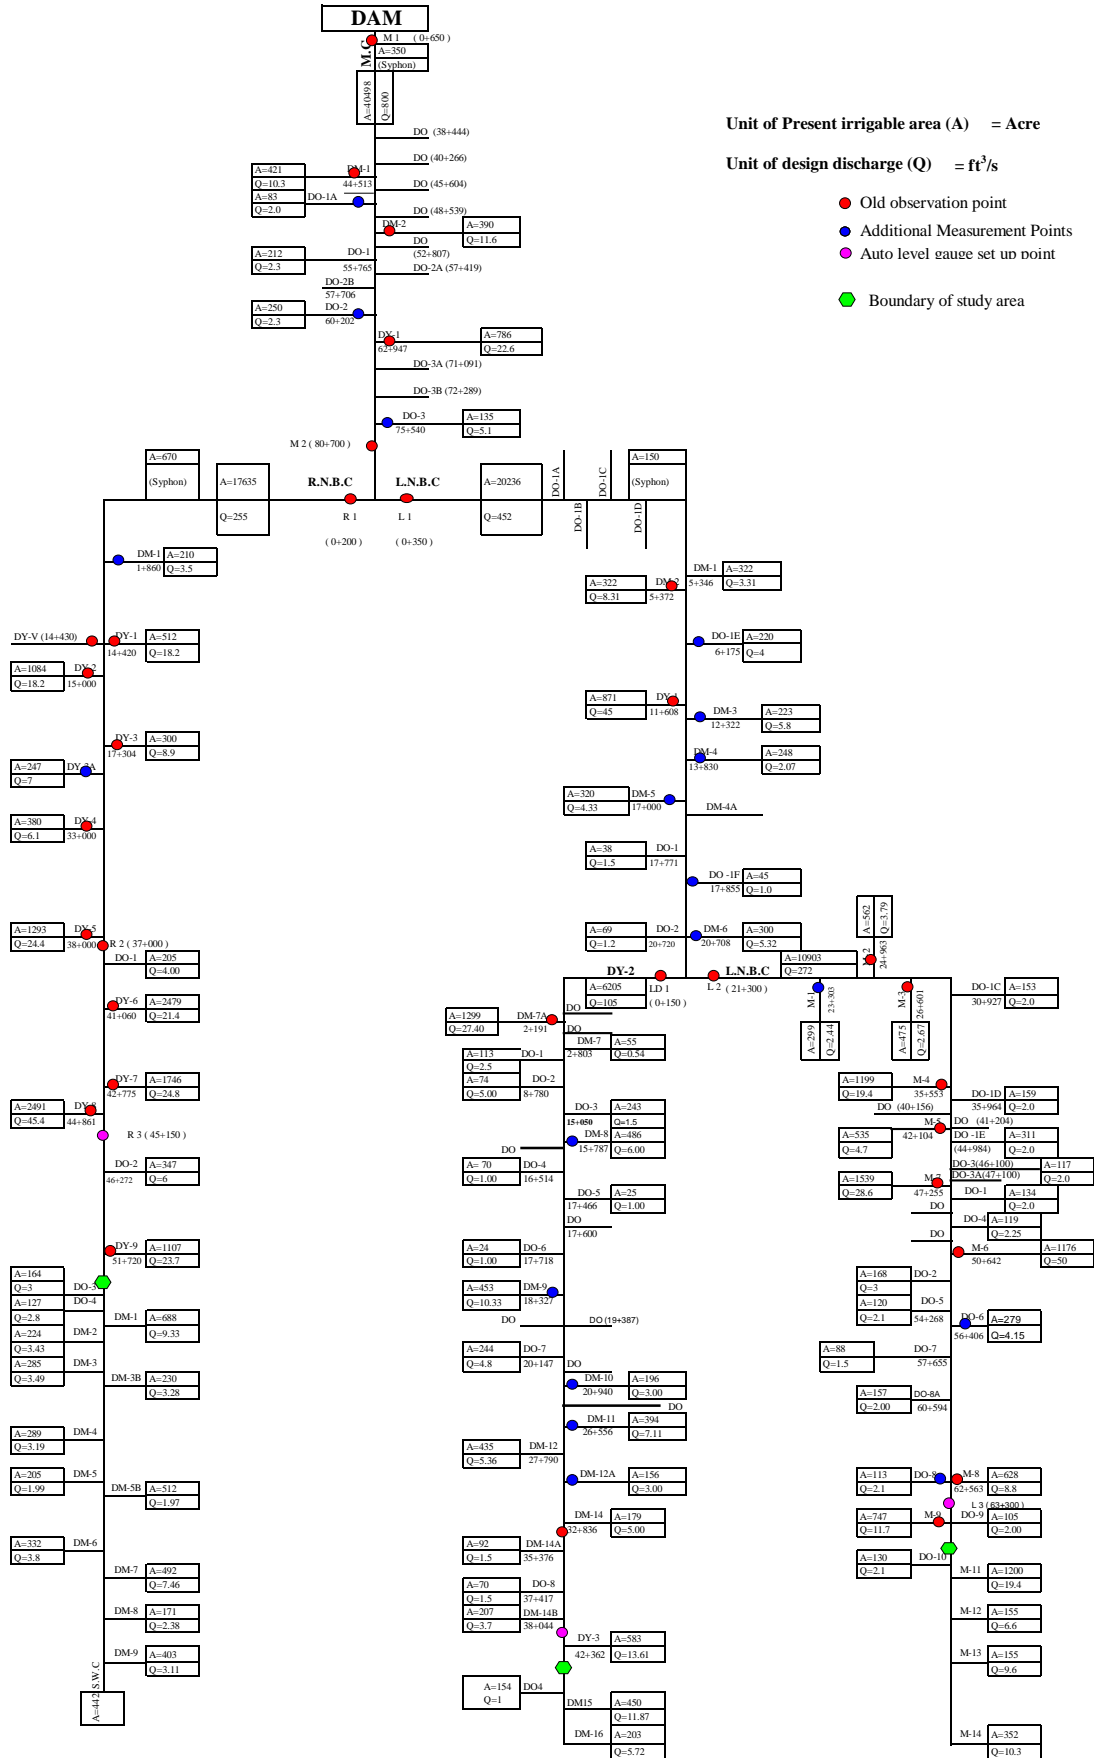 DAM
M 1 ( 0+650)
A=350
(Syphon)
M.C
A=40498
Q=800
Unit of Present irrigable area (A) = Acre
Unit of design discharge (Q) = ft³/s
Old observation point
Additional Measurement Points
Auto level gauge set up point
Boundary of study area
DO (38+444)
DO (40+266)
A=421
Q=10.3
DM-1
44+513
DO (45+604)
A=83
Q=2.0
DO-1A
DO (48+539)
DM-2
A=390
Q=11.6
DO
(52+807)
A=212
Q=2.3
DO-1
55+765
DO-2A (57+419)
DO-2B
57+706
A=250
Q=2.3
DO-2
60+202
DY-1
62+947
A=786
Q=22.6
DO-3A (71+091)
DO-3B (72+289)
DO-3
75+540
A=135
Q=5.1
M 2 ( 80+700)
A=670
(Syphon)
A=17635
Q=255
R.N.B.C
L.N.B.C
R 1
L 1
( 0+200)
( 0+350)
A=20236
Q=452
DO-1A
DO-1B
DO-1C
DO-1D
A=150
(Syphon)
DM-1
1+860
A=210
Q=3.5
DY-V (14+430)
DY-1
14+420
A=512
Q=18.2
A=1084
Q=18.2
DY-2
15+000
DY-3
17+304
A=300
Q=8.9
A=247
Q=7
DY-3A
A=380
Q=6.1
DY-4
33+000
A=1293
Q=24.4
DY-5
38+000
R 2 ( 37+000)
DO-1
A=205
Q=4.00
DY-6
41+060
A=2479
Q=21.4
DY-7
42+775
A=1746
Q=24.8
A=2491
Q=45.4
DY-8
44+861
R 3 ( 45+150)
DO-2
46+272
A=347
Q=6
DY-9
51+720
A=1107
Q=23.7
A=164
Q=3
DO-3
A=127
Q=2.8
DO-4
DM-1
A=688
Q=9.33
A=224
Q=3.43
DM-2
A=285
Q=3.49
DM-3
DM-3B
A=230
Q=3.28
A=289
Q=3.19
DM-4
A=205
Q=1.99
DM-5
DM-5B
A=512
Q=1.97
A=332
Q=3.8
DM-6
DM-7
A=492
Q=7.46
DM-8
A=171
Q=2.38
DM-9
A=403
Q=3.11
S.W.C
A=442
DM-1
5+346
A=322
Q=3.31
A=322
Q=8.31
DM-2
5+372
DO-1E
6+175
A=220
Q=4
A=871
Q=45
DY-1
11+608
DM-3
12+322
A=223
Q=5.8
DM-4
13+830
A=248
Q=2.07
A=320
Q=4.33
DM-5
17+000
DM-4A
A=38
Q=1.5
DO-1
17+771
DO -1F
17+855
A=45
Q=1.0
A=69
Q=1.2
DO-2
20+720
DM-6
20+708
A=300
Q=5.32
DY-2
A=6205
Q=105
LD 1
( 0+150)
L 2
( 21+300)
L.N.B.C
A=10903
Q=272
A=562
Q=3.79
M-2
24+963
M-1
23+303
A=299
Q=2.44
M-3
26+601
A=475
Q=2.67
DO
A=1299
Q=27.40
DM-7A
2+191
DO
DM-7
2+803
A=55
Q=0.54
A=113
Q=2.5
DO-1
A=74
Q=5.00
DO-2
8+780
DO-3
15+050
A=243
Q=1.5
DM-8
15+787
A=486
Q=6.00
DO
A= 70
Q=1.00
DO-4
16+514
DO-5
17+466
A=25
Q=1.00
DO
17+600
A=24
Q=1.00
DO-6
17+718
A=453
Q=10.33
DM-9
18+327
DO
DO (19+387)
A=244
Q=4.8
DO-7
20+147
DO
DM-10
20+940
A=196
Q=3.00
DO
DM-11
26+556
A=394
Q=7.11
A=435
Q=5.36
DM-12
27+790
DM-12A
A=156
Q=3.00
DM-14
32+836
A=179
Q=5.00
A=92
Q=1.5
DM-14A
35+376
A=70
Q=1.5
DO-8
37+417
A=207
Q=3.7
DM-14B
38+044
DY-3
42+362
A=583
Q=13.61
A=154
Q=1
DO4
DM15
A=450
Q=11.87
DM-16
A=203
Q=5.72
DO-1C
30+927
A=153
Q=2.0
A=1199
Q=19.4
M-4
35+553
DO-1D
35+964
A=159
Q=2.0
DO (40+156)
DO (41+204)
A=535
Q=4.7
M-5
42+104
DO -1E
(44+984)
A=311
Q=2.0
DO-3(46+100)
A=117
Q=2.0
DO-3A(47+100)
A=1539
Q=28.6
M-7
47+255
DO-1
A=134
Q=2.0
DO
DO-4
A=119
Q=2.25
DO
M-6
50+642
A=1176
Q=50
A=168
Q=3
DO-2
A=120
Q=2.1
DO-5
54+268
DO-6
56+406
A=279
Q=4.15
A=88
Q=1.5
DO-7
57+655
A=157
Q=2.00
DO-8A
60+594
A=113
Q=2.1
DO-8
M-8
62+563
A=628
Q=8.8
L 3 ( 63+300)
A=747
Q=11.7
M-9
DO-9
A=105
Q=2.00
A=130
Q=2.1
DO-10
M-11
A=1200
Q=19.4
M-12
A=155
Q=6.6
M-13
A=155
Q=9.6
M-14
A=352
Q=10.3